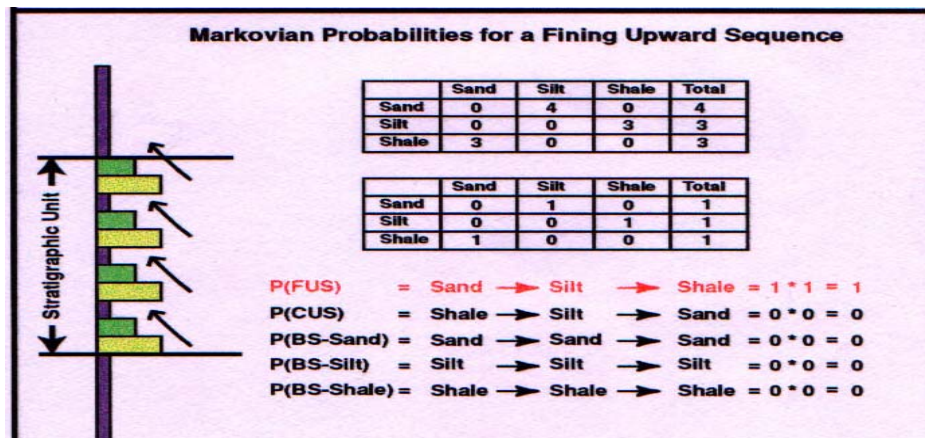 Markovian Probabilities for a Fining Upward Sequence
Stratigraphic Unit
Sand Silt Shale Total
Sand 0 4 0 4
Silt 0 0 3 3
Shale 3 0 0 3
Sand Silt Shale Total
Sand 0 1 0 1
Silt 0 0 1 1
Shale 1 0 0 1
P(FUS) = Sand → Silt → Shale = 1 * 1 = 1
P(CUS) = Shale → Silt → Sand = 0 * 0 = 0
P(BS-Sand) = Sand → Sand → Sand = 0 * 0 = 0
P(BS-Silt) = Silt → Silt → Silt = 0 * 0 = 0
P(BS-Shale) = Shale → Shale → Shale = 0 * 0 = 0